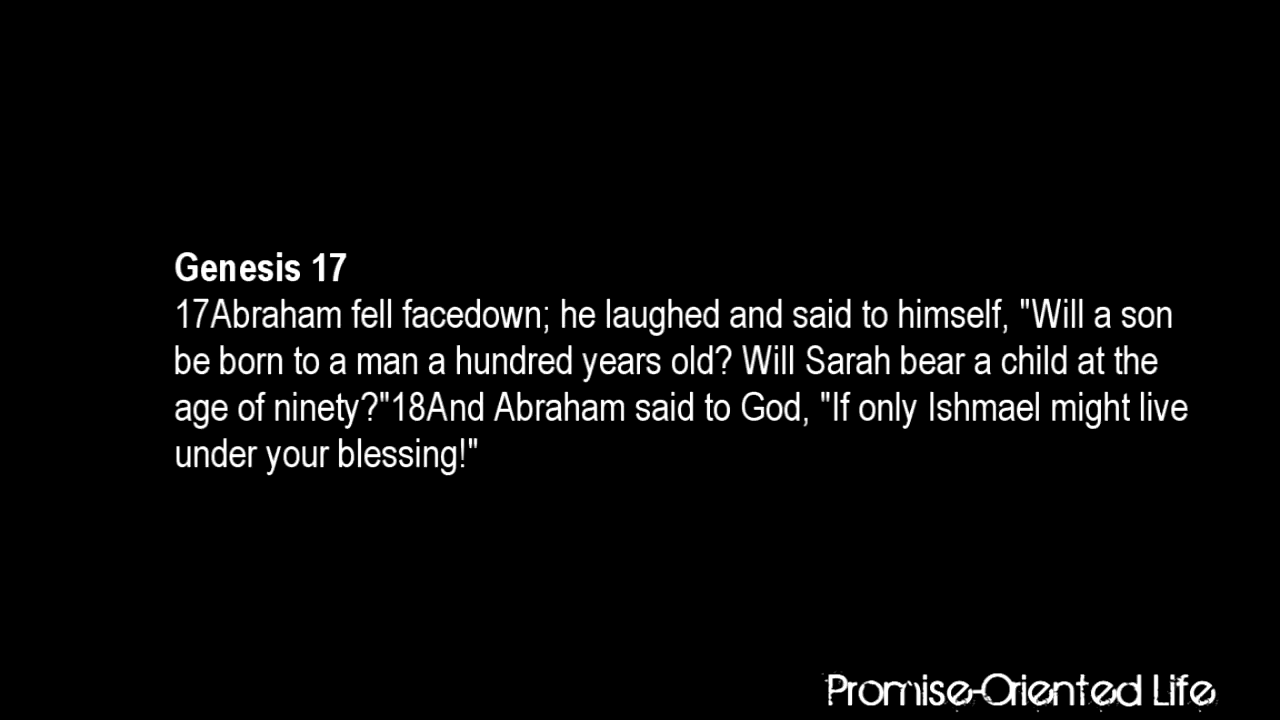 Genesis 17
17Abraham fell facedown; he laughed and said to himself, "Will a son
be born to a man a hundred years old? Will Sarah bear a child at the
age of ninety?"18And Abraham said to God, "If only Ishmael might live
under your blessing!"
Promise-Oriented Life